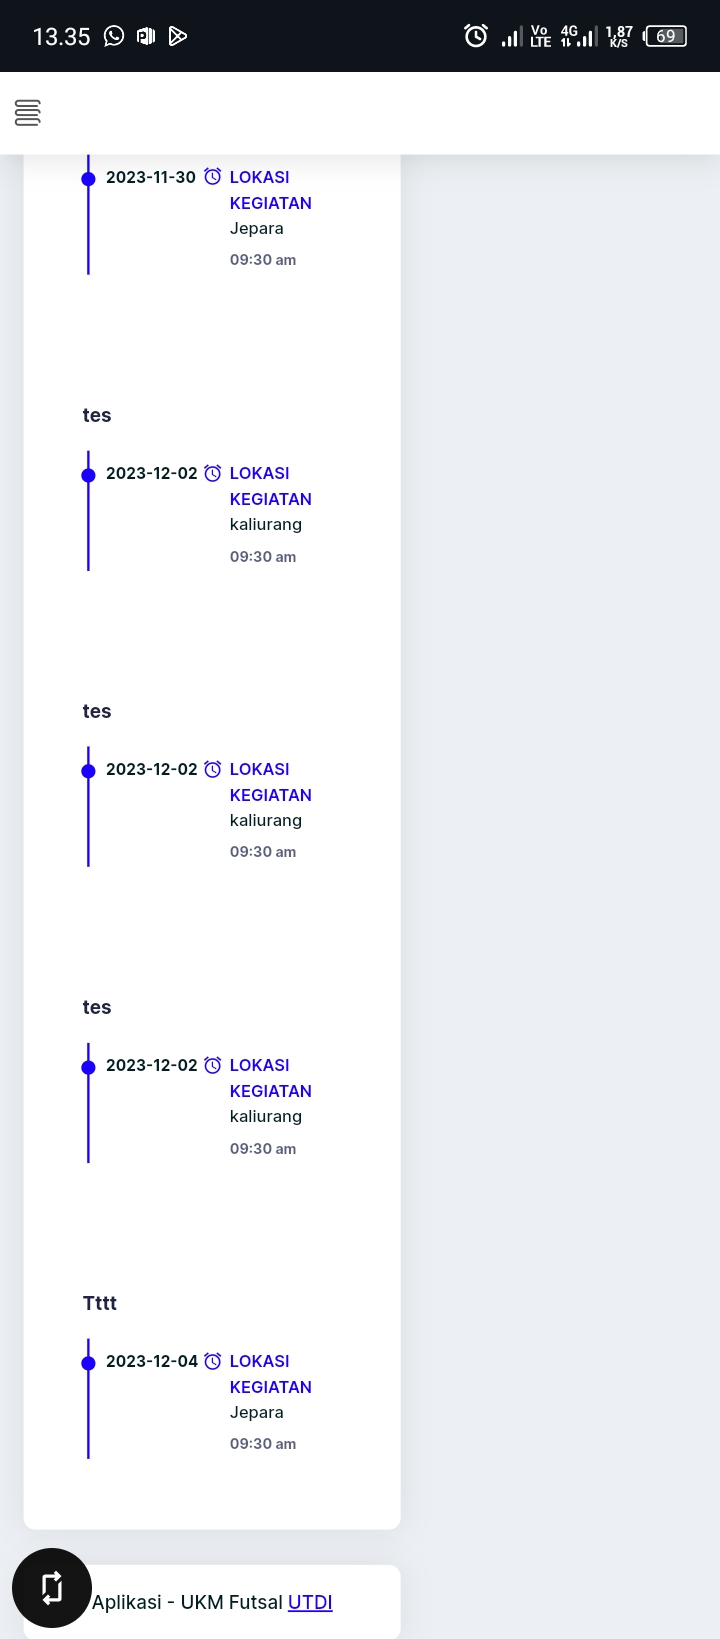 13.35 Vo LTE 4G 1,87 K/S 69
2023-11-30 LOKASI
KEGIATAN
Jepara
09:30 am
tes
2023-12-02 LOKASI
KEGIATAN
kaliurang
09:30 am
tes
2023-12-02 LOKASI
KEGIATAN
kaliurang
09:30 am
tes
2023-12-02 LOKASI
KEGIATAN
kaliurang
09:30 am
Tttt
2023-12-04 LOKASI
KEGIATAN
Jepara
09:30 am
Aplikasi - UKM Futsal UTDI